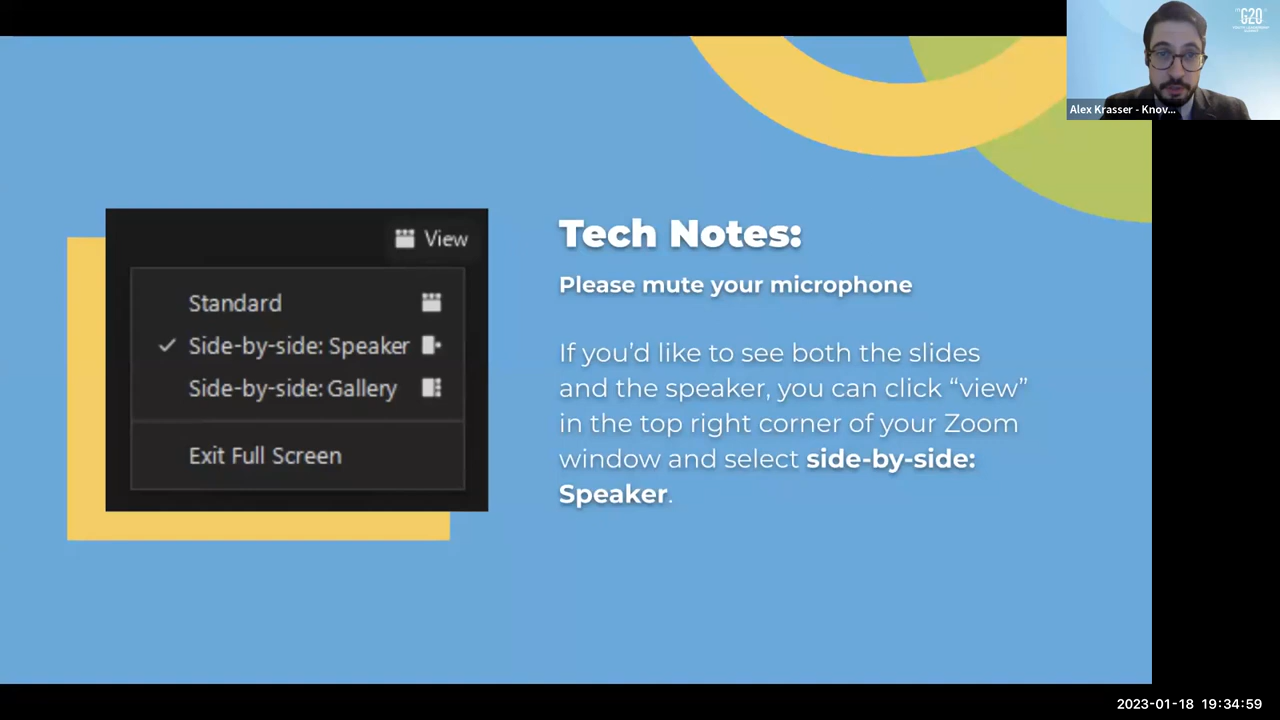 G20
Alex Krasser - Knov...
View
Standard
Side-by-side: Speaker
Side-by-side: Gallery
Exit Full Screen
Tech Notes:
Please mute your microphone
If you’d like to see both the slides
and the speaker, you can click “view”
in the top right corner of your Zoom
window and select side-by-side:
Speaker.
2023-01-18 19:34:59